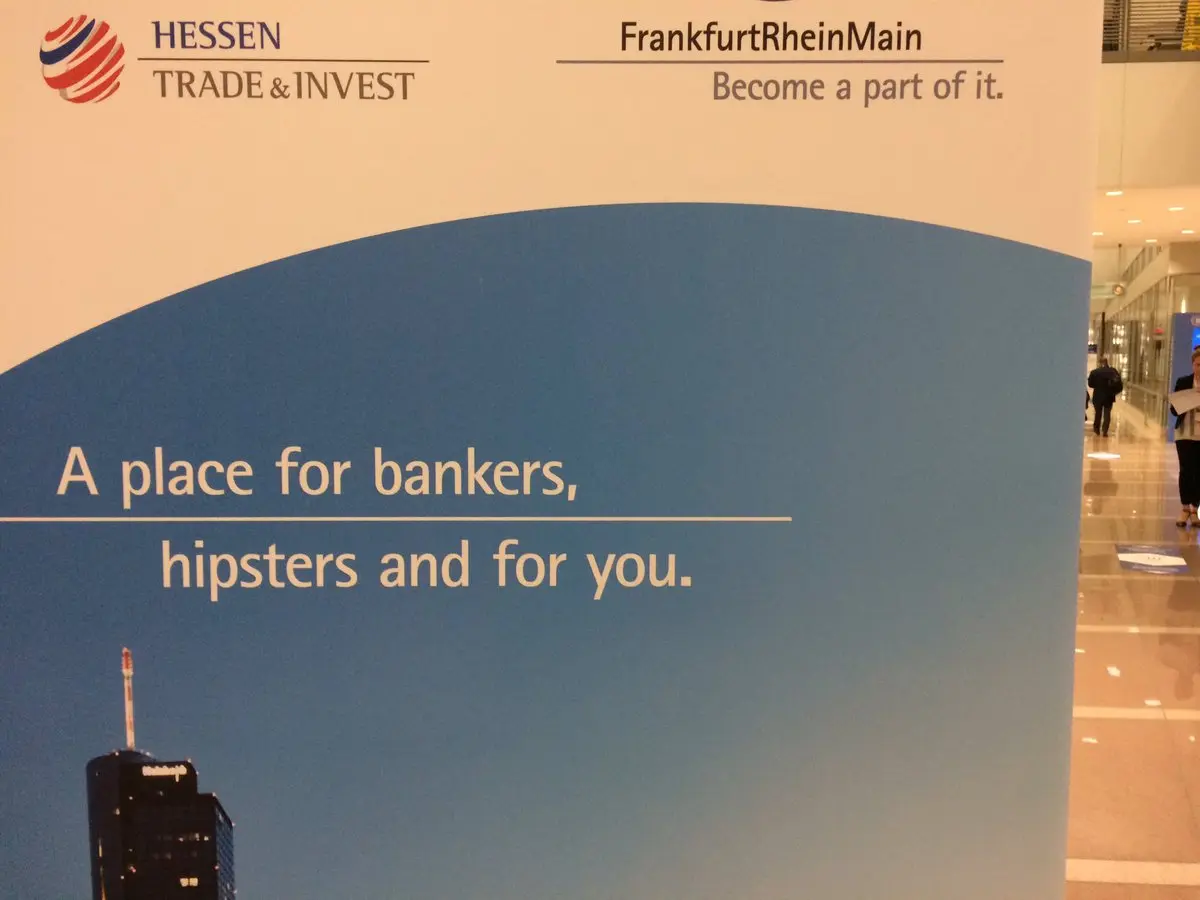 HESSEN
TRADE & INVEST
FrankfurtRheinMain
Become a part of it.
A place for bankers,
hipsters and for you.